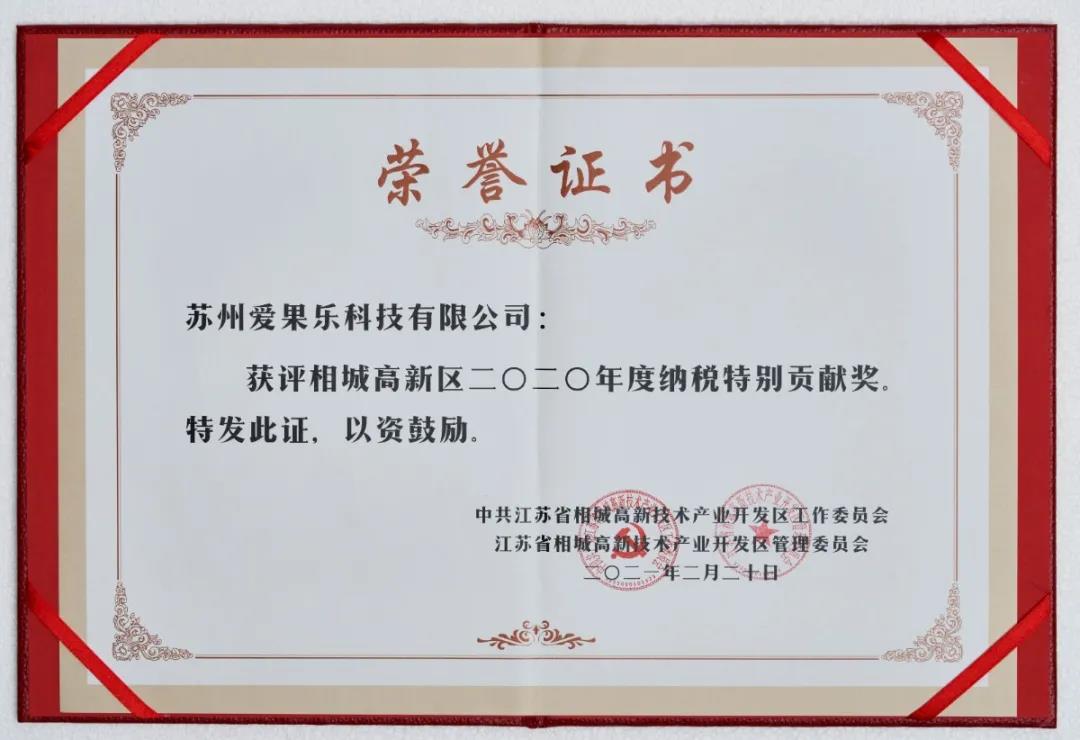 荣誉证书
苏州爱果乐科技有限公司：
获评相城高新区二〇二〇年度纳税特别贡献奖。
特发此证，以资鼓励。
中共江苏省相城高新技术产业开发区工作委员会
江苏省相城高新技术产业开发区管理委员会
二〇二一年二月二十日